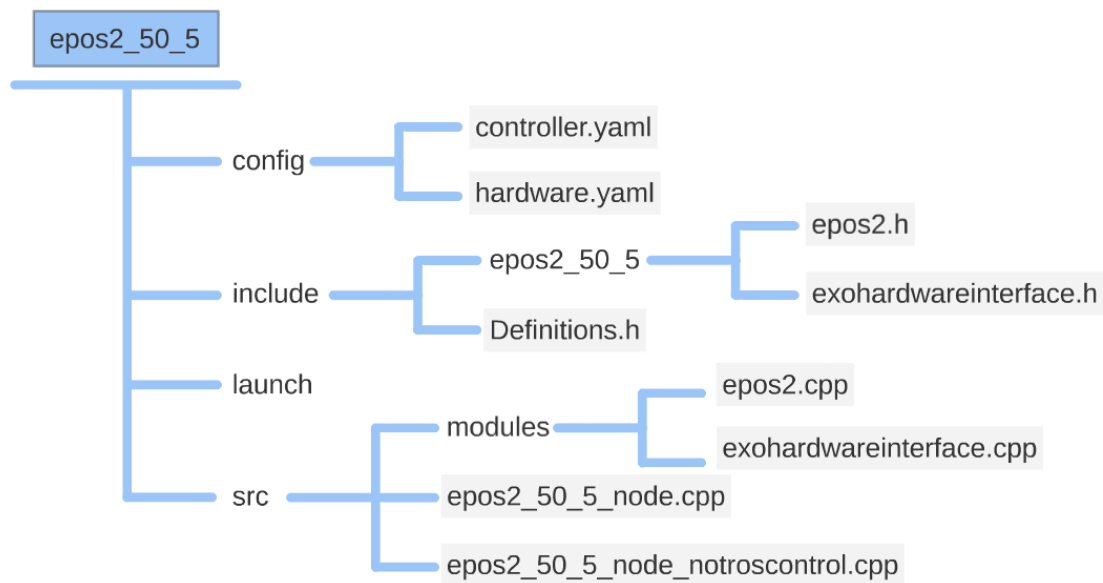 epos2_50_5
config
controller.yaml
hardware.yaml
include
epos2_50_5
epos2.h
exohardwareinterface.h
Definitions.h
launch
src
modules
epos2.cpp
exohardwareinterface.cpp
epos2_50_5_node.cpp
epos2_50_5_node_notroscontrol.cpp